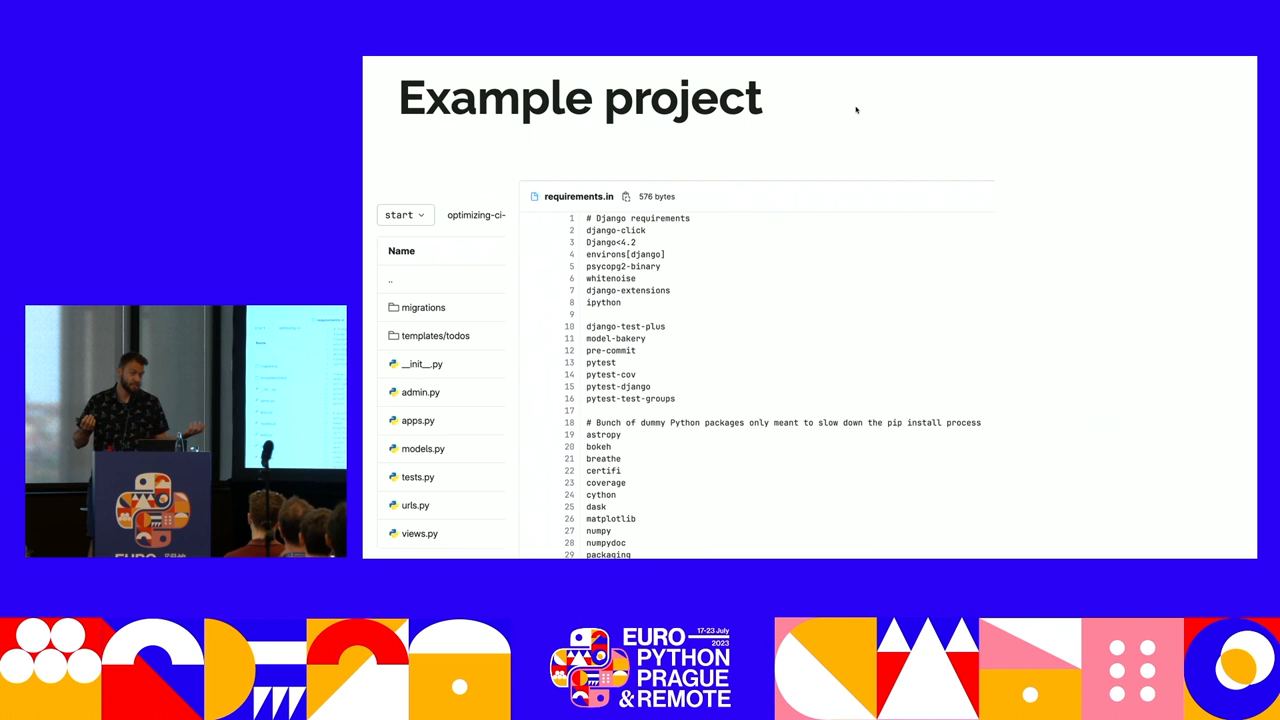 Example project
start
optimizing-ci-
Name
..
migrations
templates/todos
__init__.py
admin.py
apps.py
models.py
tests.py
urls.py
views.py
requirements.in
576 bytes
1 # Django requirements
2 django-click
3 Django<4.2
4 environs[django]
5 psycopg2-binary
6 whitenoise
7 django-extensions
8 ipython
9
10 django-test-plus
11 model-bakery
12 pre-commit
13 pytest
14 pytest-cov
15 pytest-django
16 pytest-test-groups
17
18 # Bunch of dummy Python packages only meant to slow down the pip install process
19 astropy
20 bokeh
21 breathe
22 certifi
23 coverage
24 cython
25 dask
26 matplotlib
27 numpy
28 numpydoc
29 packaging
EURO
17-23 July
2023
EURO
PYTHON
PRAGUE
& REMOTE